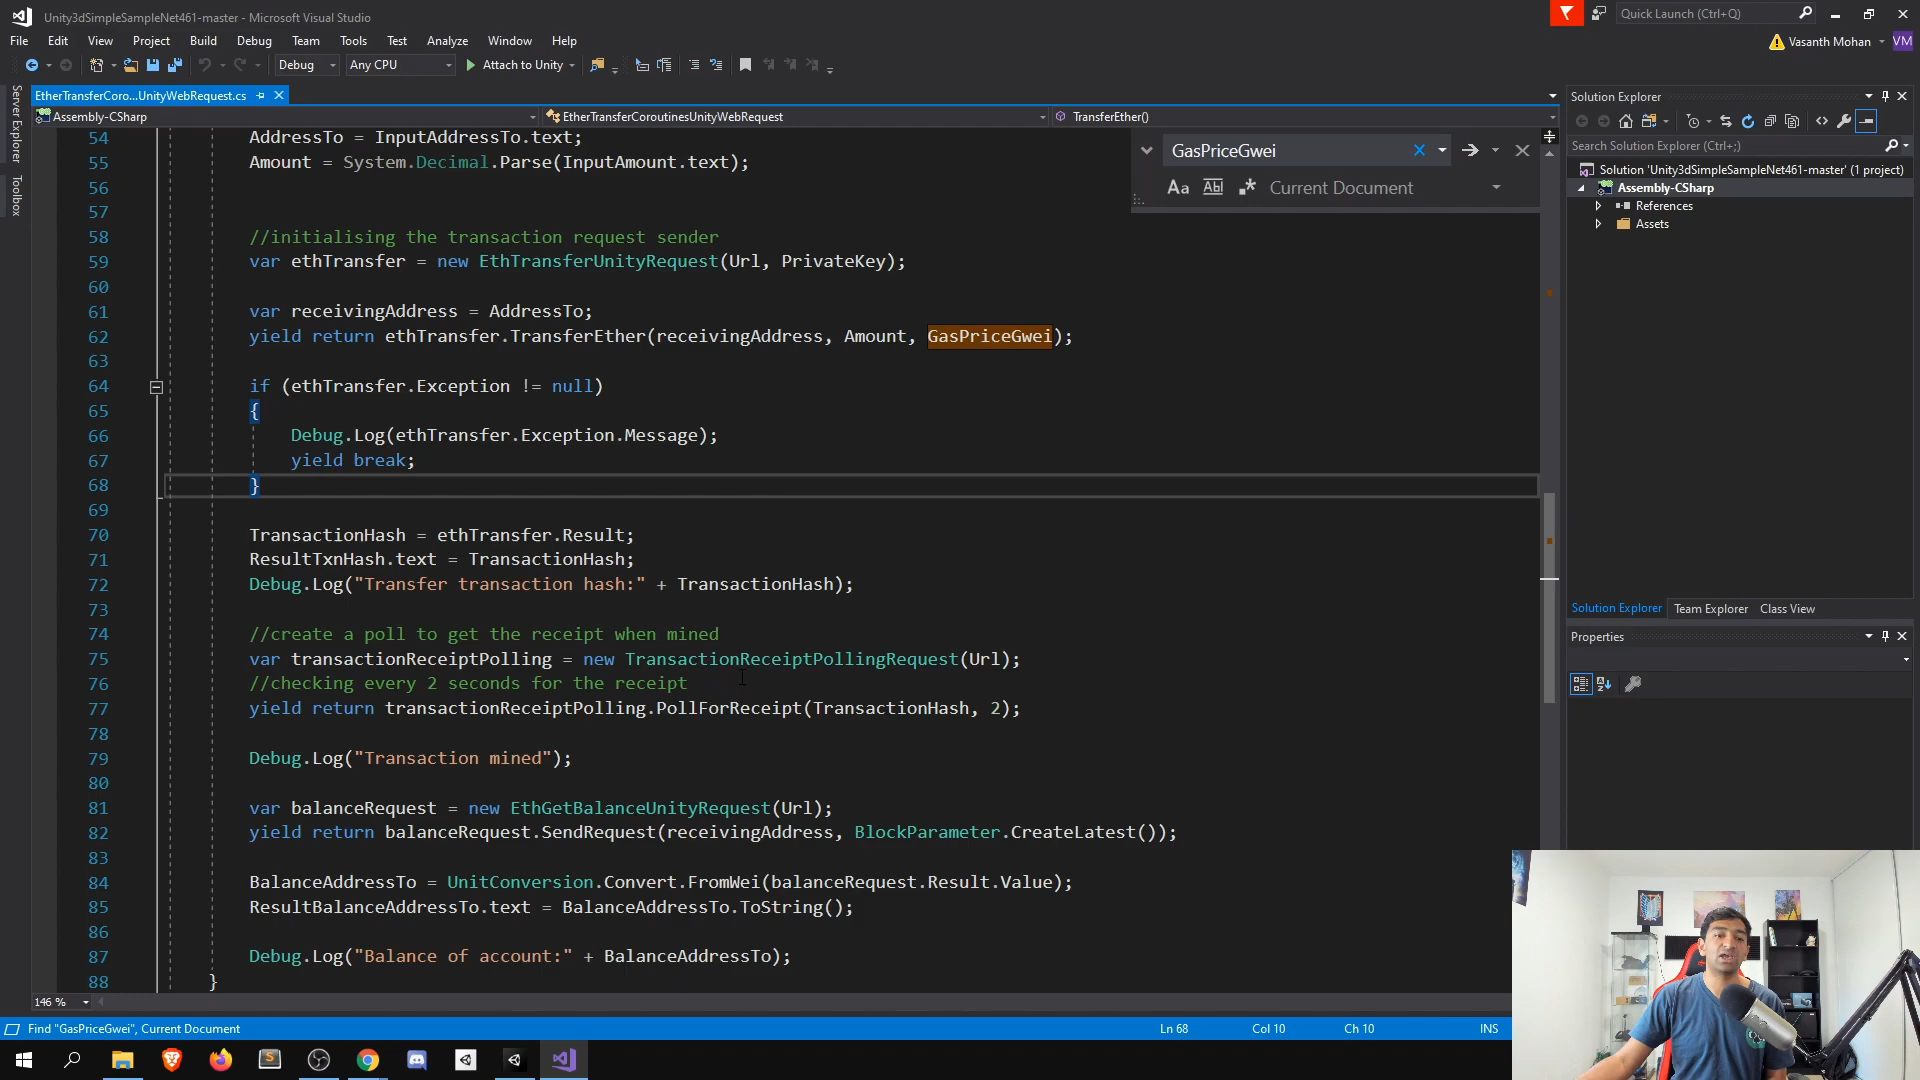 Unity3dSimpleSampleNet461-master - Microsoft Visual Studio
Quick Launch (Ctrl+Q)
File Edit View Project Build Debug Team Tools Test Analyze Window Help
Vasanth Mohan VM
Debug Any CPU Attach to Unity
EtherTransferCoro...UnityWebRequest.cs
Assembly-CSharp EtherTransferCoroutinesUnityWebRequest TransferEther()
Server Explorer
Toolbox
GasPriceGwei
Aa Ab Current Document
54 AddressTo = InputAddressTo.text;
55 Amount = System.Decimal.Parse(InputAmount.text);
56
57
58 //initialising the transaction request sender
59 var ethTransfer = new EthTransferUnityRequest(Url, PrivateKey);
60
61 var receivingAddress = AddressTo;
62 yield return ethTransfer.TransferEther(receivingAddress, Amount, GasPriceGwei);
63
64 if (ethTransfer.Exception != null)
65 {
66 Debug.Log(ethTransfer.Exception.Message);
67 yield break;
68 }
69
70 TransactionHash = ethTransfer.Result;
71 ResultTxnHash.text = TransactionHash;
72 Debug.Log("Transfer transaction hash:" + TransactionHash);
73
74 //create a poll to get the receipt when mined
75 var transactionReceiptPolling = new TransactionReceiptPollingRequest(Url);
76 //checking every 2 seconds for the receipt
77 yield return transactionReceiptPolling.PollForReceipt(TransactionHash, 2);
78
79 Debug.Log("Transaction mined");
80
81 var balanceRequest = new EthGetBalanceUnityRequest(Url);
82 yield return balanceRequest.SendRequest(receivingAddress, BlockParameter.CreateLatest());
83
84 BalanceAddressTo = UnitConversion.Convert.FromWei(balanceRequest.Result.Value);
85 ResultBalanceAddressTo.text = BalanceAddressTo.ToString();
86
87 Debug.Log("Balance of account:" + BalanceAddressTo);
88 }
146 %
Solution Explorer
Search Solution Explorer (Ctrl+;)
Solution 'Unity3dSimpleSampleNet461-master' (1 project)
Assembly-CSharp
References
Assets
Solution Explorer Team Explorer Class View
Properties
Find "GasPriceGwei", Current Document Ln 68 Col 10 Ch 10 INS